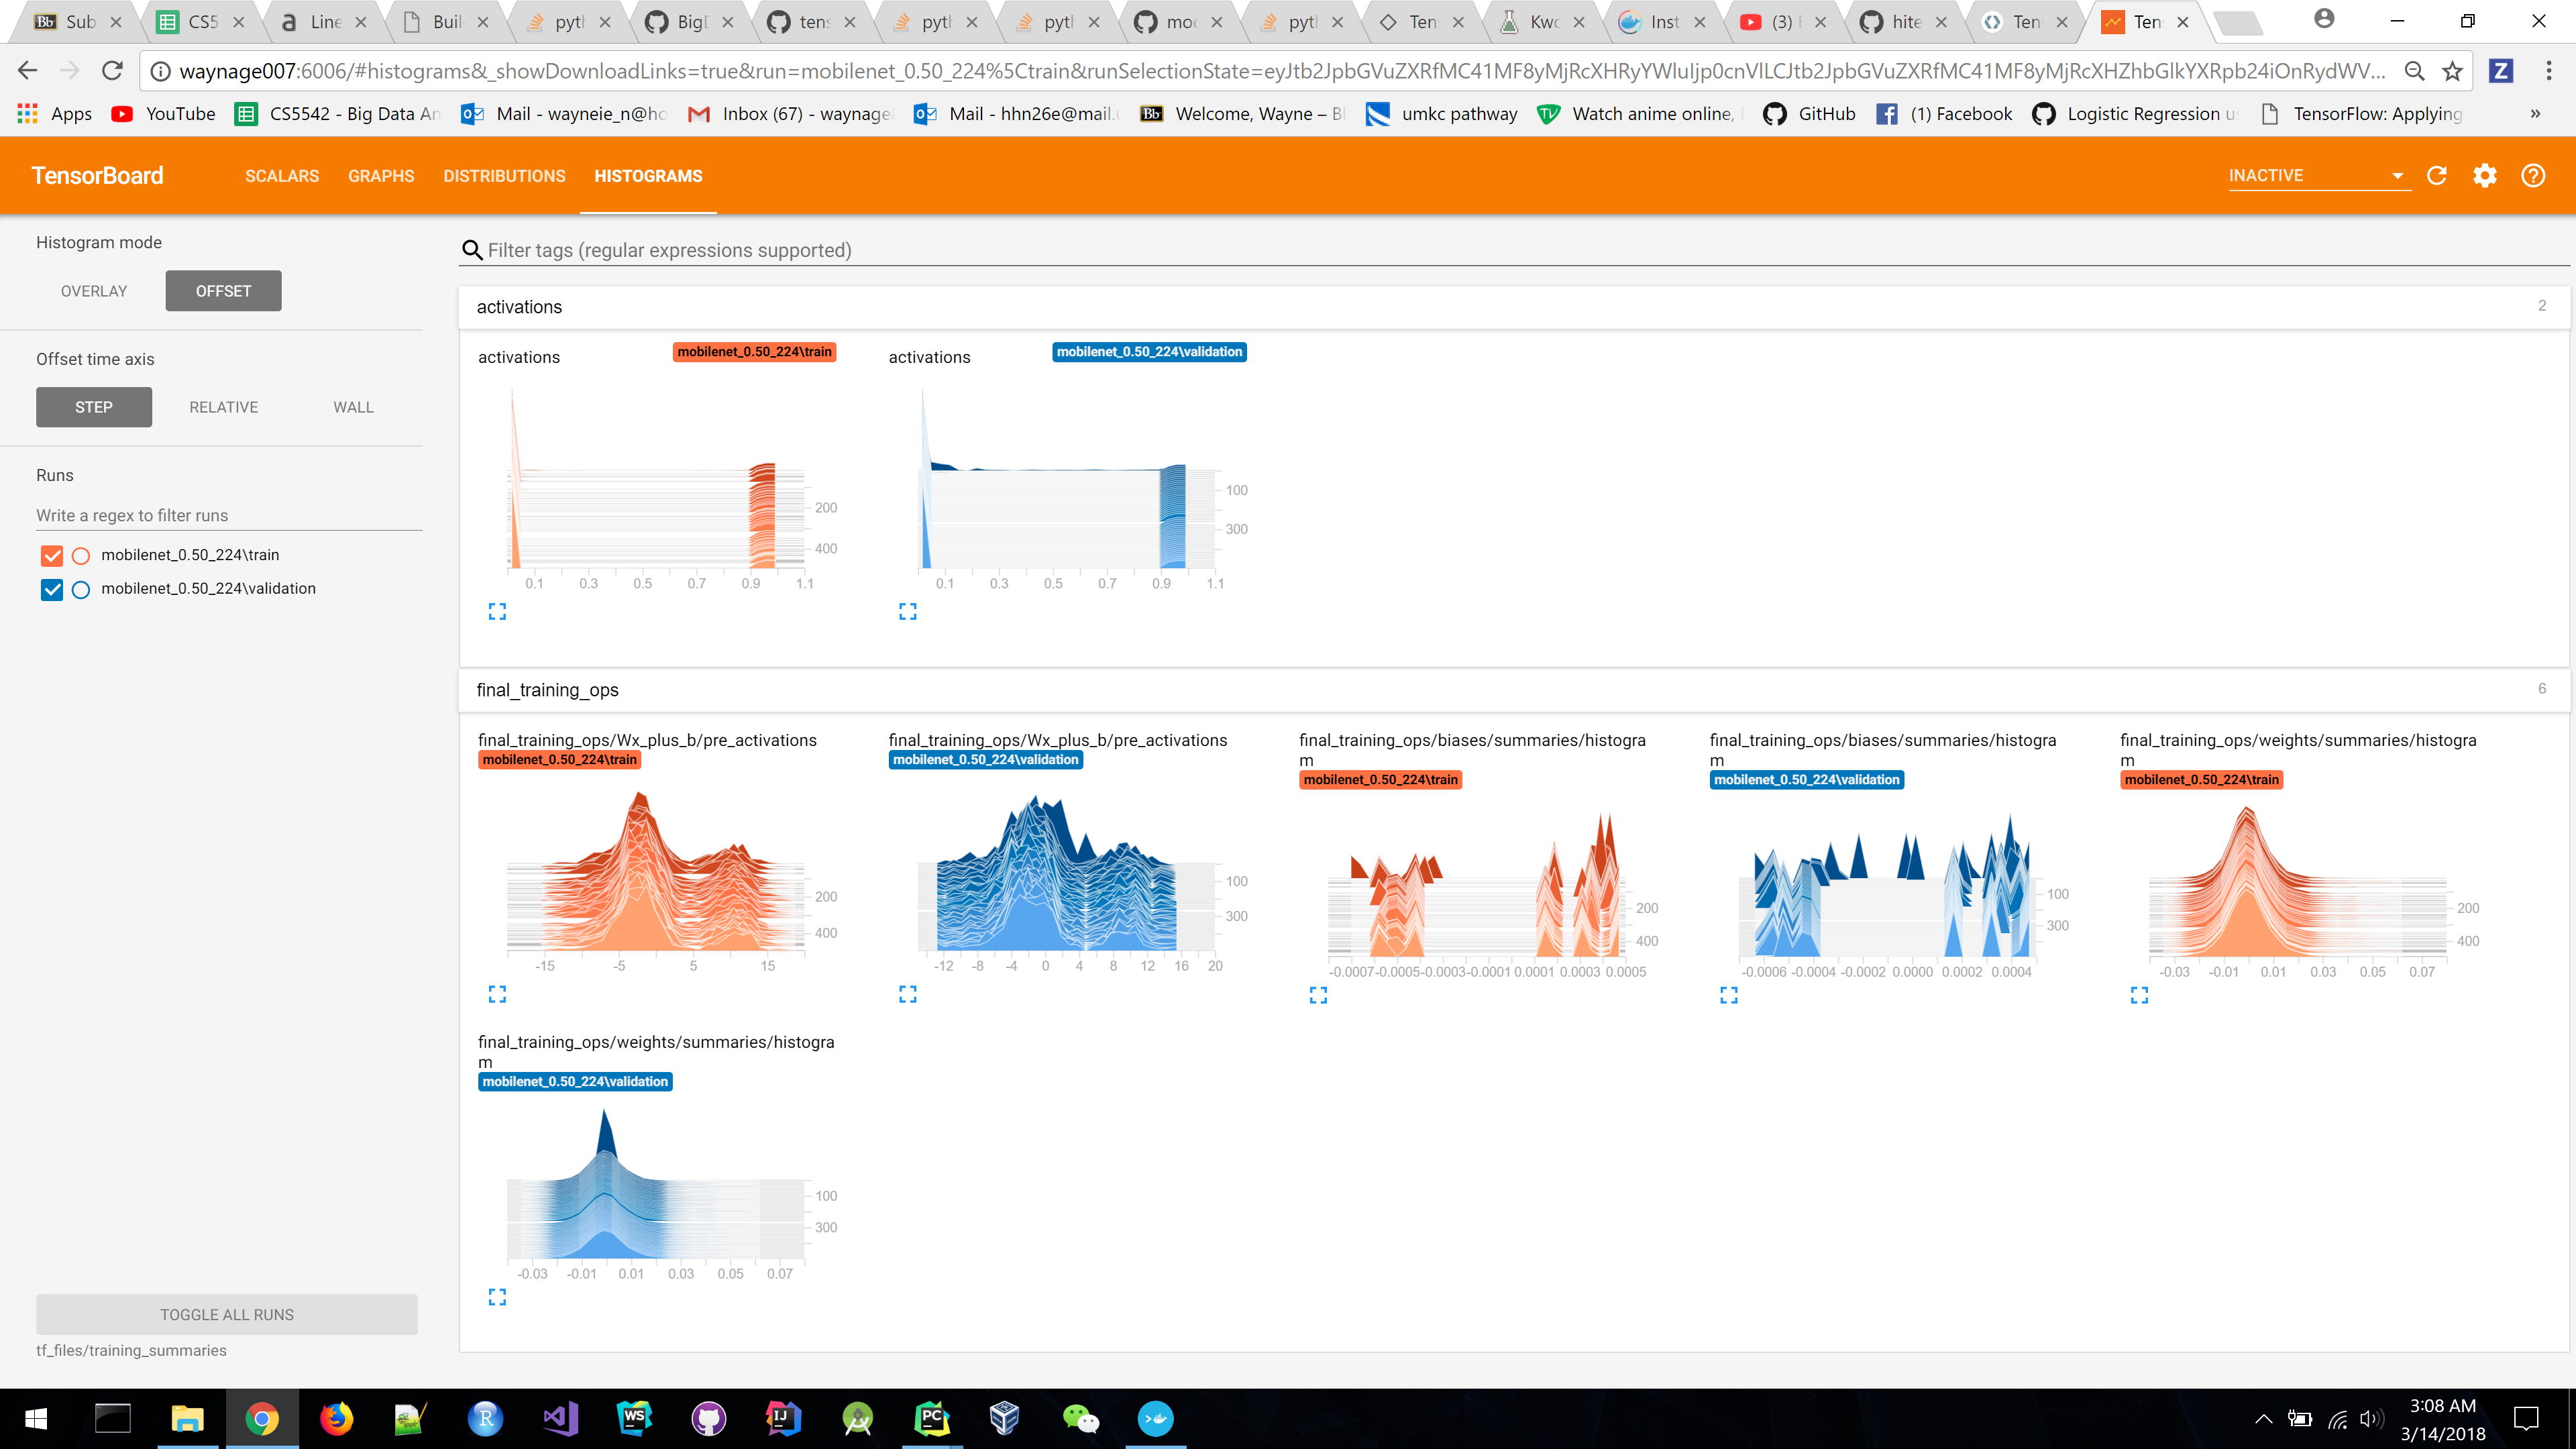 Sub
CS5
Line
Buil
pyth
BigD
tens
pyth
pyth
moc
pyth
Ten
Kwc
Inst
(3)
hite
Ten
Ten
waynage007:6006/#histograms&_showDownloadLinks=true&run=mobilenet_0.50_224%5Ctrain&runSelectionState=eyJtb2JpbGVuZXRfMC41MF8yMjRcXHRyYWluIjp0cnVlLCJtb2JpbGVuZXRfMC41MF8yMjRcXHZhbGlkYXRpb24iOnRydWV...
Apps
YouTube
CS5542 - Big Data An
Mail - wayneie_n@ho
Inbox (67) - waynage
Mail - hhn26e@mail.
Welcome, Wayne – B
umkc pathway
Watch anime online,
GitHub
(1) Facebook
Logistic Regression u
TensorFlow: Applying
»
TensorBoard
SCALARS
GRAPHS
DISTRIBUTIONS
HISTOGRAMS
INACTIVE
Histogram mode
OVERLAY
OFFSET
Offset time axis
STEP
RELATIVE
WALL
Runs
Write a regex to filter runs
mobilenet_0.50_224\train
mobilenet_0.50_224\validation
TOGGLE ALL RUNS
tf_files/training_summaries
Filter tags (regular expressions supported)
activations
2
activations
mobilenet_0.50_224\train
200
400
0.1 0.3 0.5 0.7 0.9 1.1
activations
mobilenet_0.50_224\validation
100
300
0.1 0.3 0.5 0.7 0.9 1.1
final_training_ops
6
final_training_ops/Wx_plus_b/pre_activations
mobilenet_0.50_224\train
200
400
-15 -5 5 15
final_training_ops/Wx_plus_b/pre_activations
mobilenet_0.50_224\validation
100
300
-12 -8 -4 0 4 8 12 16 20
final_training_ops/biases/summaries/histogra
m
mobilenet_0.50_224\train
200
400
-0.0007 -0.0005 -0.0003 -0.0001 0.0001 0.0003 0.0005
final_training_ops/biases/summaries/histogra
m
mobilenet_0.50_224\validation
100
300
-0.0006 -0.0004 -0.0002 0.0000 0.0002 0.0004
final_training_ops/weights/summaries/histogra
m
mobilenet_0.50_224\train
200
400
-0.03 -0.01 0.01 0.03 0.05 0.07
final_training_ops/weights/summaries/histogra
m
mobilenet_0.50_224\validation
100
300
-0.03 -0.01 0.01 0.03 0.05 0.07
3:08 AM
3/14/2018